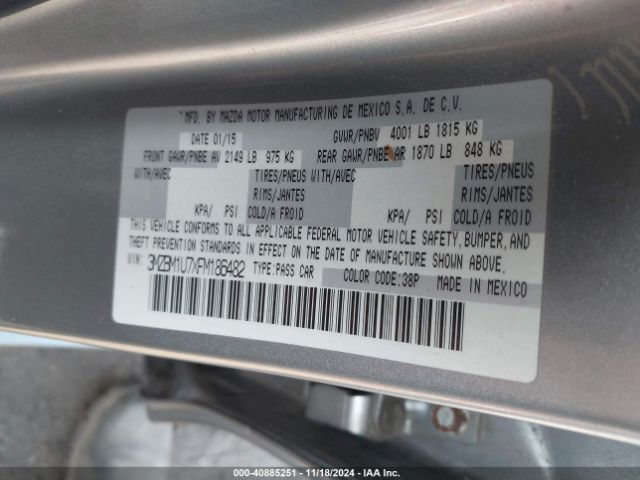 MFD. BY MAZDA MOTOR MANUFACTURING DE MEXICO S.A. DE C.V.
DATE 01/15 GVWR/PNBV 4001 LB 1815 KG
FRONT GAWR/PNBE AV 2149 LB 975 KG REAR GAWR/PNBE AR 1870 LB 848 KG
WITH/AVEC TIRES/PNEUS WITH/AVEC TIRES/PNEUS
RIMS/JANTES RIMS/JANTES
KPA/ PSI COLD/A FROID KPA/ PSI COLD/A FROID
THIS VEHICLE CONFORMS TO ALL APPLICABLE FEDERAL MOTOR VEHICLE SAFETY, BUMPER, AND
THEFT PREVENTION STANDARDS IN EFFECT ON THE DATE OF MANUFACTURE SHOWN ABOVE.
VIN: 3MZBM1U7XFM186482 TYPE:PASS CAR COLOR CODE:38P MADE IN MEXICO
000-40885251 - 11/18/2024 - IAA Inc.